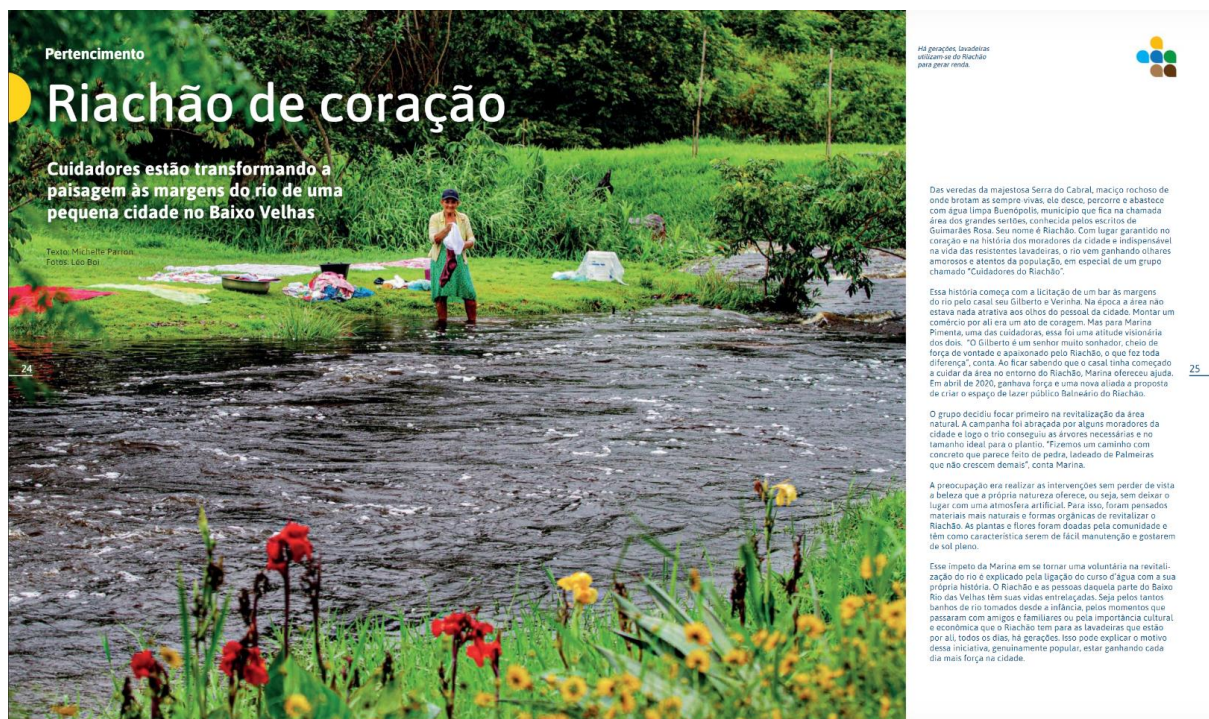 Pertencimento
Riachão de coração
Cuidadores estão transformando a
paisagem às margens do rio de uma
pequena cidade no Baixo Velhas
Texto: Michelle Parron
Fotos: Léo Boi
24
Há gerações, lavadeiras
utilizam-se do Riachão
para gerar renda.
Das veredas da majestosa Serra do Cabral, maciço rochoso de
onde brotam as sempre vivas, ele desce, percorre e abastece
com água limpa Buenópolis, município que fica na chamada
área dos grandes sertões, conhecida pelos escritos de
Guimarães Rosa. Seu nome é Riachão. Com lugar garantido no
coração e na história dos moradores da cidade e indispensável
na vida das resistentes lavadeiras, o rio vem ganhando olhares
amorosos e atentos da população, em especial de um grupo
chamado “Cuidadores do Riachão”.
Essa história começa com a licitação de um bar às margens
do rio pelo casal seu Gilberto e Verinha. Na época a área não
estava nada atrativa aos olhos do pessoal da cidade. Montar um
comércio por ali era um ato de coragem. Mas para Marina
Pimenta, uma das cuidadoras, essa foi uma atitude visionária
dos dois. “O Gilberto é um senhor muito sonhador, cheio de
força de vontade e apaixonado pelo Riachão, o que fez toda
diferença”, conta. Ao ficar sabendo que o casal tinha começado
a cuidar da área no entorno do Riachão, Marina ofereceu ajuda.
Em abril de 2020, ganhava força e uma nova aliada a proposta
de criar o espaço de lazer público Balneário do Riachão.
25
O grupo decidiu focar primeiro na revitalização da área
natural. A campanha foi abraçada por alguns moradores da
cidade e logo o trio conseguiu as árvores necessárias e no
tamanho ideal para o plantio. “Fizemos um caminho com
concreto que parece feito de pedra, ladeado de Palmeiras
que não crescem demais”, conta Marina.
A preocupação era realizar as intervenções sem perder de vista
a beleza que a própria natureza oferece, ou seja, sem deixar o
lugar com uma atmosfera artificial. Para isso, foram pensados
materiais mais naturais e formas orgânicas de revitalizar o
Riachão. As plantas e flores foram doadas pela comunidade e
têm como característica serem de fácil manutenção e gostarem
de sol pleno.
Esse ímpeto da Marina em se tornar uma voluntária na revitali-
zação do rio é explicado pela ligação do curso d’água com a sua
própria história. O Riachão e as pessoas daquela parte do Baixo
Rio das Velhas têm suas vidas entrelaçadas. Seja pelos tantos
banhos de rio tomados desde a infância, pelos momentos que
passaram com amigos e familiares ou pela importância cultural
e econômica que o Riachão tem para as lavadeiras que estão
por ali, todos os dias, há gerações. Isso pode explicar o motivo
dessa iniciativa, genuinamente popular, estar ganhando cada
dia mais força na cidade.